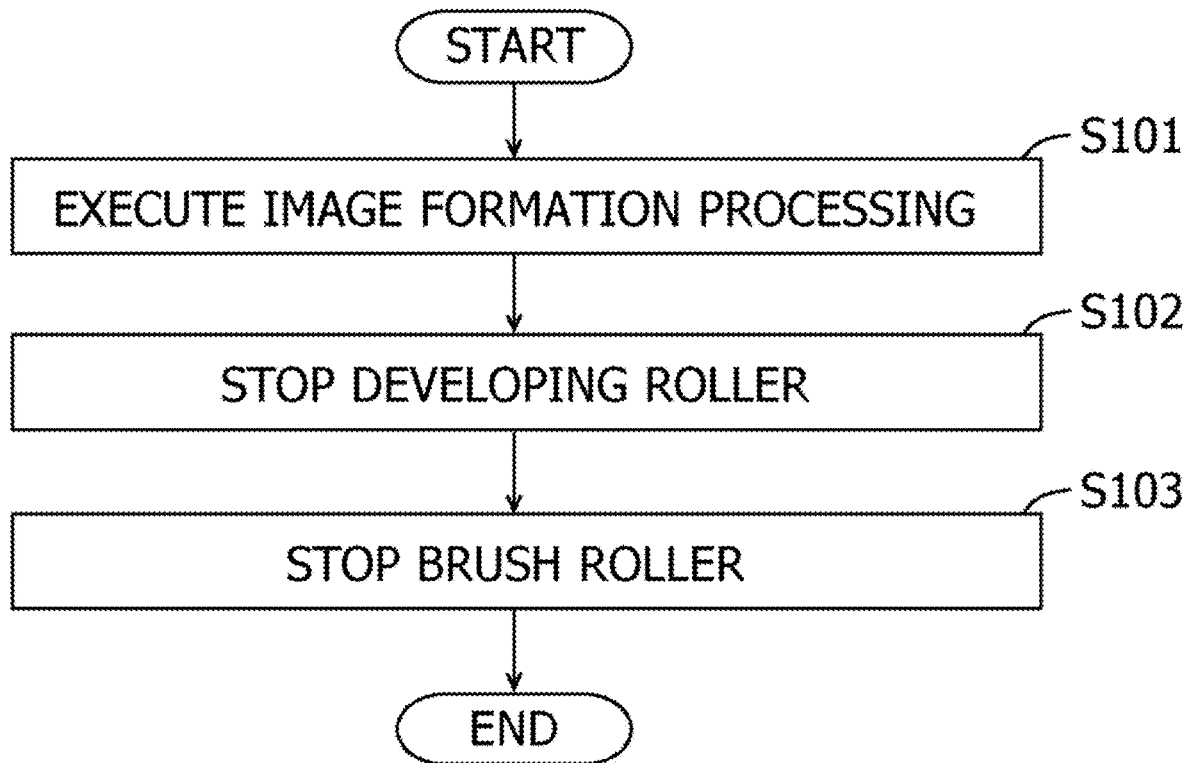 START
S101
EXECUTE IMAGE FORMATION PROCESSING
S102
STOP DEVELOPING ROLLER
S103
STOP BRUSH ROLLER
END